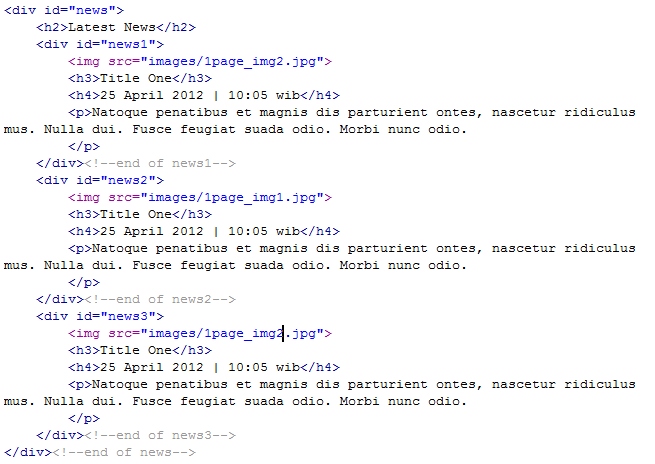 <div id="news">
<h2>Latest News</h2>
<div id="news1">
<img src="images/1page_img2.jpg">
<h3>Title One</h3>
<h4>25 April 2012 | 10:05 wib</h4>
<p>Natoque penatibus et magnis dis parturient ontes, nascetur ridiculus
mus. Nulla dui. Fusce feugiat suada odio. Morbi nunc odio.
</p>
</div><!--end of news1-->
<div id="news2">
<img src="images/1page_img1.jpg">
<h3>Title One</h3>
<h4>25 April 2012 | 10:05 wib</h4>
<p>Natoque penatibus et magnis dis parturient ontes, nascetur ridiculus
mus. Nulla dui. Fusce feugiat suada odio. Morbi nunc odio.
</p>
</div><!--end of news2-->
<div id="news3">
<img src="images/1page_img2.jpg">
<h3>Title One</h3>
<h4>25 April 2012 | 10:05 wib</h4>
<p>Natoque penatibus et magnis dis parturient ontes, nascetur ridiculus
mus. Nulla dui. Fusce feugiat suada odio. Morbi nunc odio.
</p>
</div><!--end of news3-->
</div><!--end of news-->